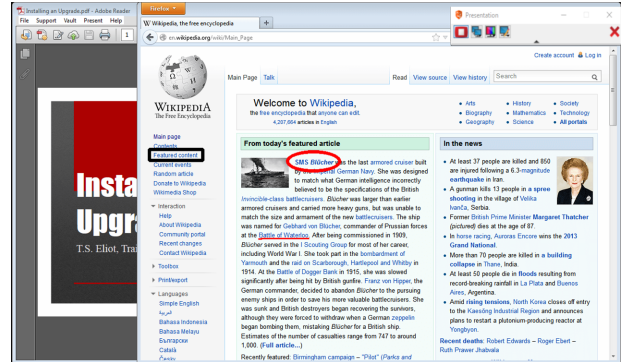 Installing an Upgrade.pdf - Adobe Reader
File Support Vault Present Help
1
Insta
Upgr
T.S. Eliot, Trai
Firefox
Wikipedia, the free encyclopedia
+
en.wikipedia.org/wiki/Main_Page
Presentation
Create account Log in
Main Page Talk
Read View source View history Search
WIKIPEDIA
The Free Encyclopedia
Main page
Contents
Featured content
Current events
Random article
Donate to Wikipedia
Wikimedia Shop
Interaction
Help
About Wikipedia
Community portal
Recent changes
Contact Wikipedia
Toolbox
Print/export
Languages
Simple English
العربية
Bahasa Indonesia
Bahasa Melayu
Български
Català
Česky
Welcome to Wikipedia,
the free encyclopedia that anyone can edit.
4,207,664 articles in English
Arts
Biography
Geography
History
Mathematics
Science
Society
Technology
All portals
From today's featured article
SMS Blücher was the last armored cruiser built
by the Imperial German Navy. She was designed
to match what German intelligence incorrectly
believed to be the specifications of the British
Invincible-class battlecruisers. Blücher was larger than earlier
armored cruisers and carried more heavy guns, but was unable to
match the size and armament of the new battlecruisers. The ship
was named for Gebhard von Blücher, commander of Prussian forces
at the Battle of Waterloo. After being commissioned in 1909,
Blücher served in the I Scouting Group for most of her career,
including World War I. She took part in the bombardment of
Yarmouth and the raid on Scarborough, Hartlepool and Whitby in
1914. At the Battle of Dogger Bank in 1915, she was slowed
significantly after being hit by British gunfire. Franz von Hipper, the
German commander, decided to abandon Blücher to the pursuing
enemy ships in order to save his more valuable battlecruisers. She
was sunk and British destroyers began recovering the survivors,
although they were forced to withdraw when a German zeppelin
began bombing them, mistaking Blücher for a British ship.
Estimates of the number of casualties range from 747 to around
1,000. (Full article...)
Recently featured: Birmingham campaign – "Pilot" (Parks and
In the news
At least 37 people are killed and 850
are injured following a 6.3-magnitude
earthquake in Iran.
A gunman kills 13 people in a spree
shooting in the village of Velika
Ivanča, Serbia.
Former British Prime Minister Margaret Thatcher
(pictured) dies at the age of 87.
In horse racing, Auroras Encore wins the 2013
Grand National.
More than 70 people are killed in a building
collapse in Thane, India.
At least 50 people die in floods resulting from
record-breaking rainfall in La Plata and Buenos
Aires, Argentina.
Amid rising tensions, North Korea closes off entry
to the Kaesŏng Industrial Region and announces
plans to restart a plutonium-producing reactor at
Yongbyon.
Recent deaths: Robert Edwards – Roger Ebert –
Ruth Prawer Jhabvala